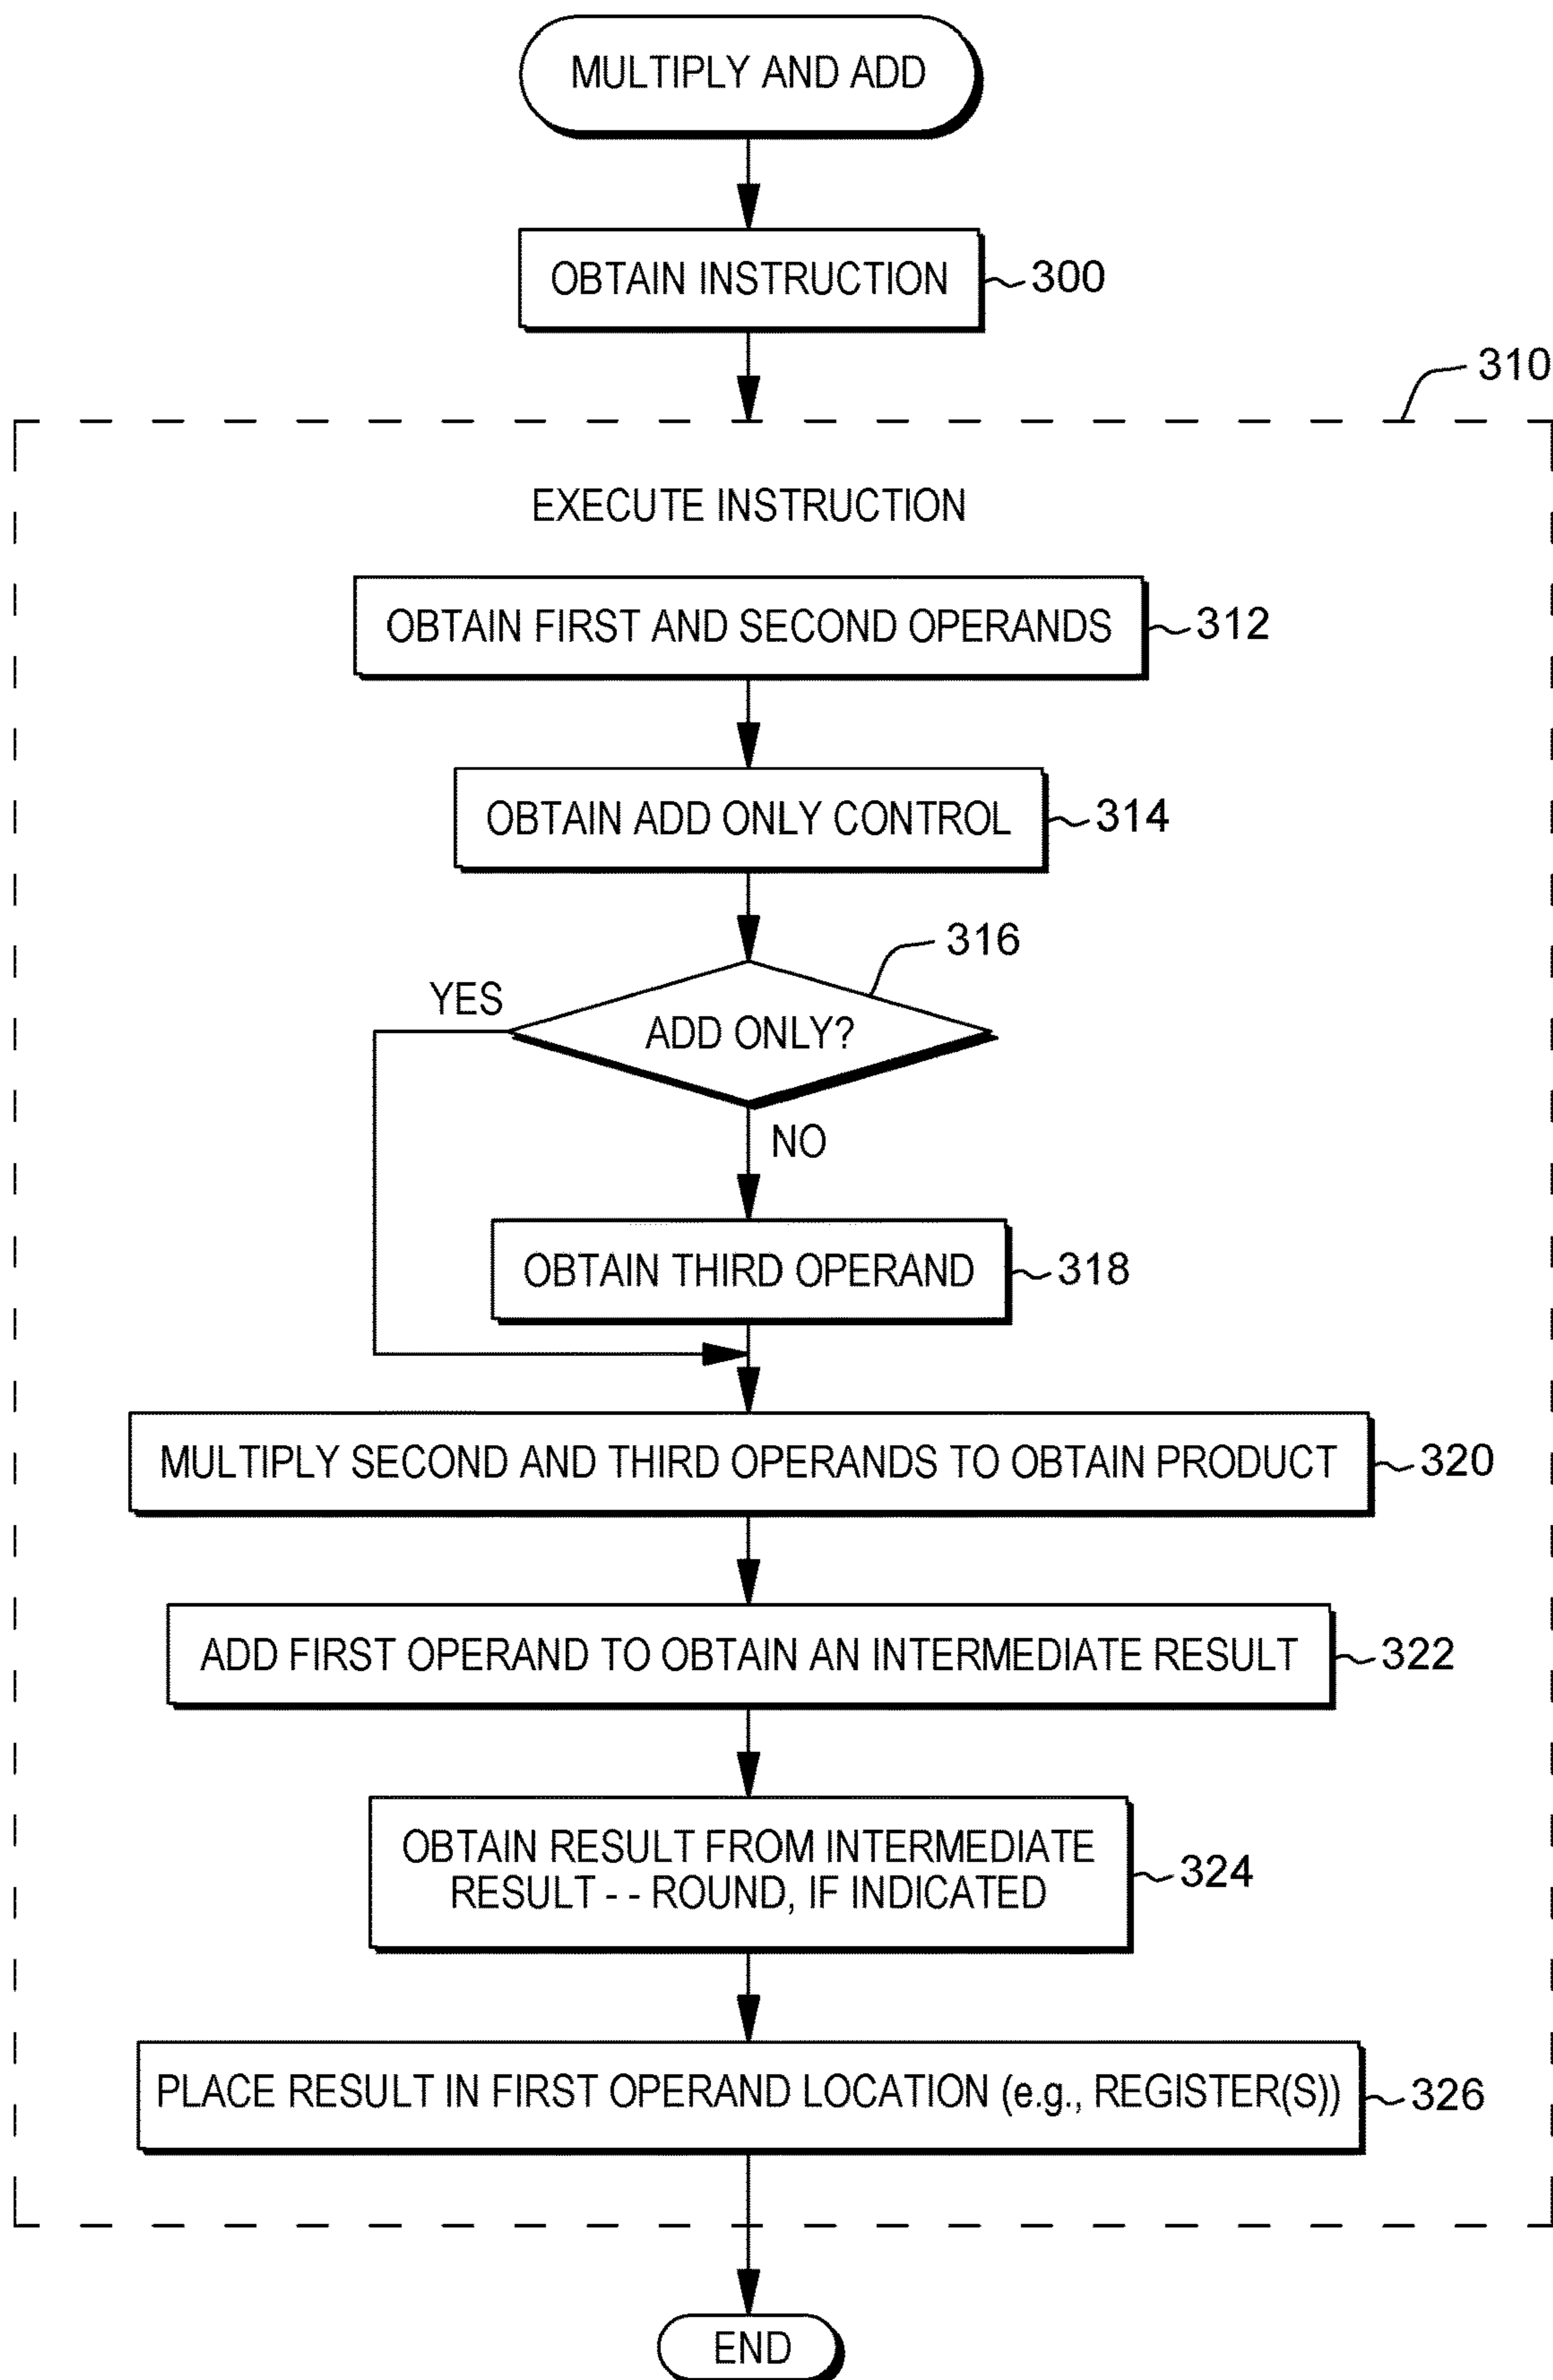 MULTIPLY AND ADD
OBTAIN INSTRUCTION
300
310
EXECUTE INSTRUCTION
OBTAIN FIRST AND SECOND OPERANDS
312
OBTAIN ADD ONLY CONTROL
314
316
YES
ADD ONLY?
NO
OBTAIN THIRD OPERAND
318
MULTIPLY SECOND AND THIRD OPERANDS TO OBTAIN PRODUCT
320
ADD FIRST OPERAND TO OBTAIN AN INTERMEDIATE RESULT
322
OBTAIN RESULT FROM INTERMEDIATE
RESULT - - ROUND, IF INDICATED
324
PLACE RESULT IN FIRST OPERAND LOCATION (e.g., REGISTER(S))
326
END